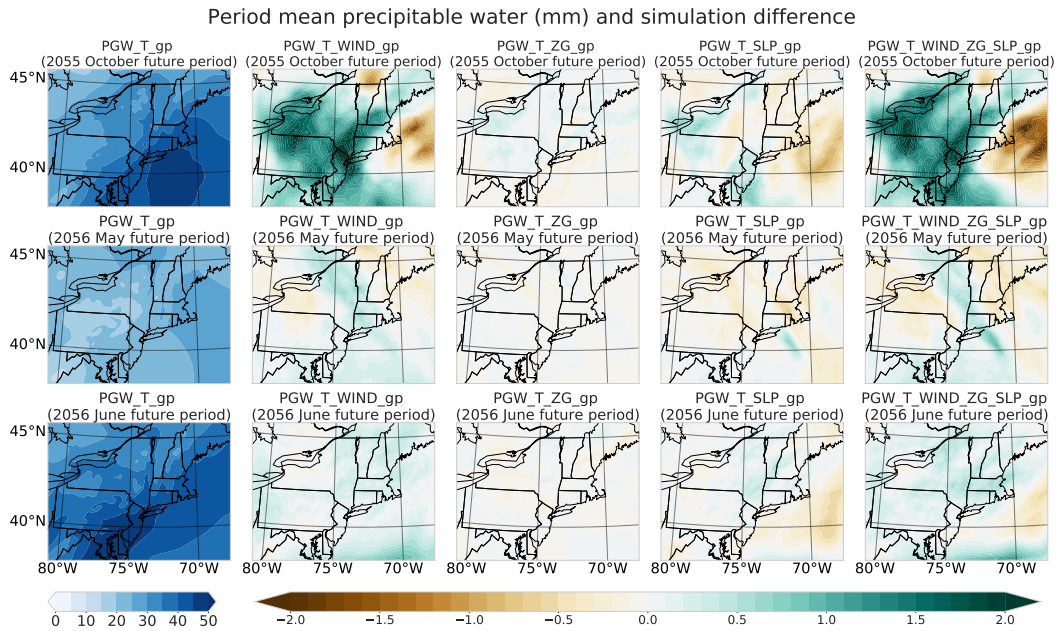 Period mean precipitable water (mm) and simulation difference
PGW_T_gp
(2055 October future period)
PGW_T_WIND_gp
(2055 October future period)
PGW_T_ZG_gp
(2055 October future period)
PGW_T_SLP_gp
(2055 October future period)
PGW_T_WIND_ZG_SLP_gp
(2055 October future period)
45°N
40°N
PGW_T_gp
(2056 May future period)
PGW_T_WIND_gp
(2056 May future period)
PGW_T_ZG_gp
(2056 May future period)
PGW_T_SLP_gp
(2056 May future period)
PGW_T_WIND_ZG_SLP_gp
(2056 May future period)
45°N
40°N
PGW_T_gp
(2056 June future period)
PGW_T_WIND_gp
(2056 June future period)
PGW_T_ZG_gp
(2056 June future period)
PGW_T_SLP_gp
(2056 June future period)
PGW_T_WIND_ZG_SLP_gp
(2056 June future period)
45°N
40°N
80°W 75°W 70°W 80°W 75°W 70°W 80°W 75°W 70°W 80°W 75°W 70°W 80°W 75°W 70°W
0 10 20 30 40 50
−2.0 −1.5 −1.0 −0.5 0.0 0.5 1.0 1.5 2.0